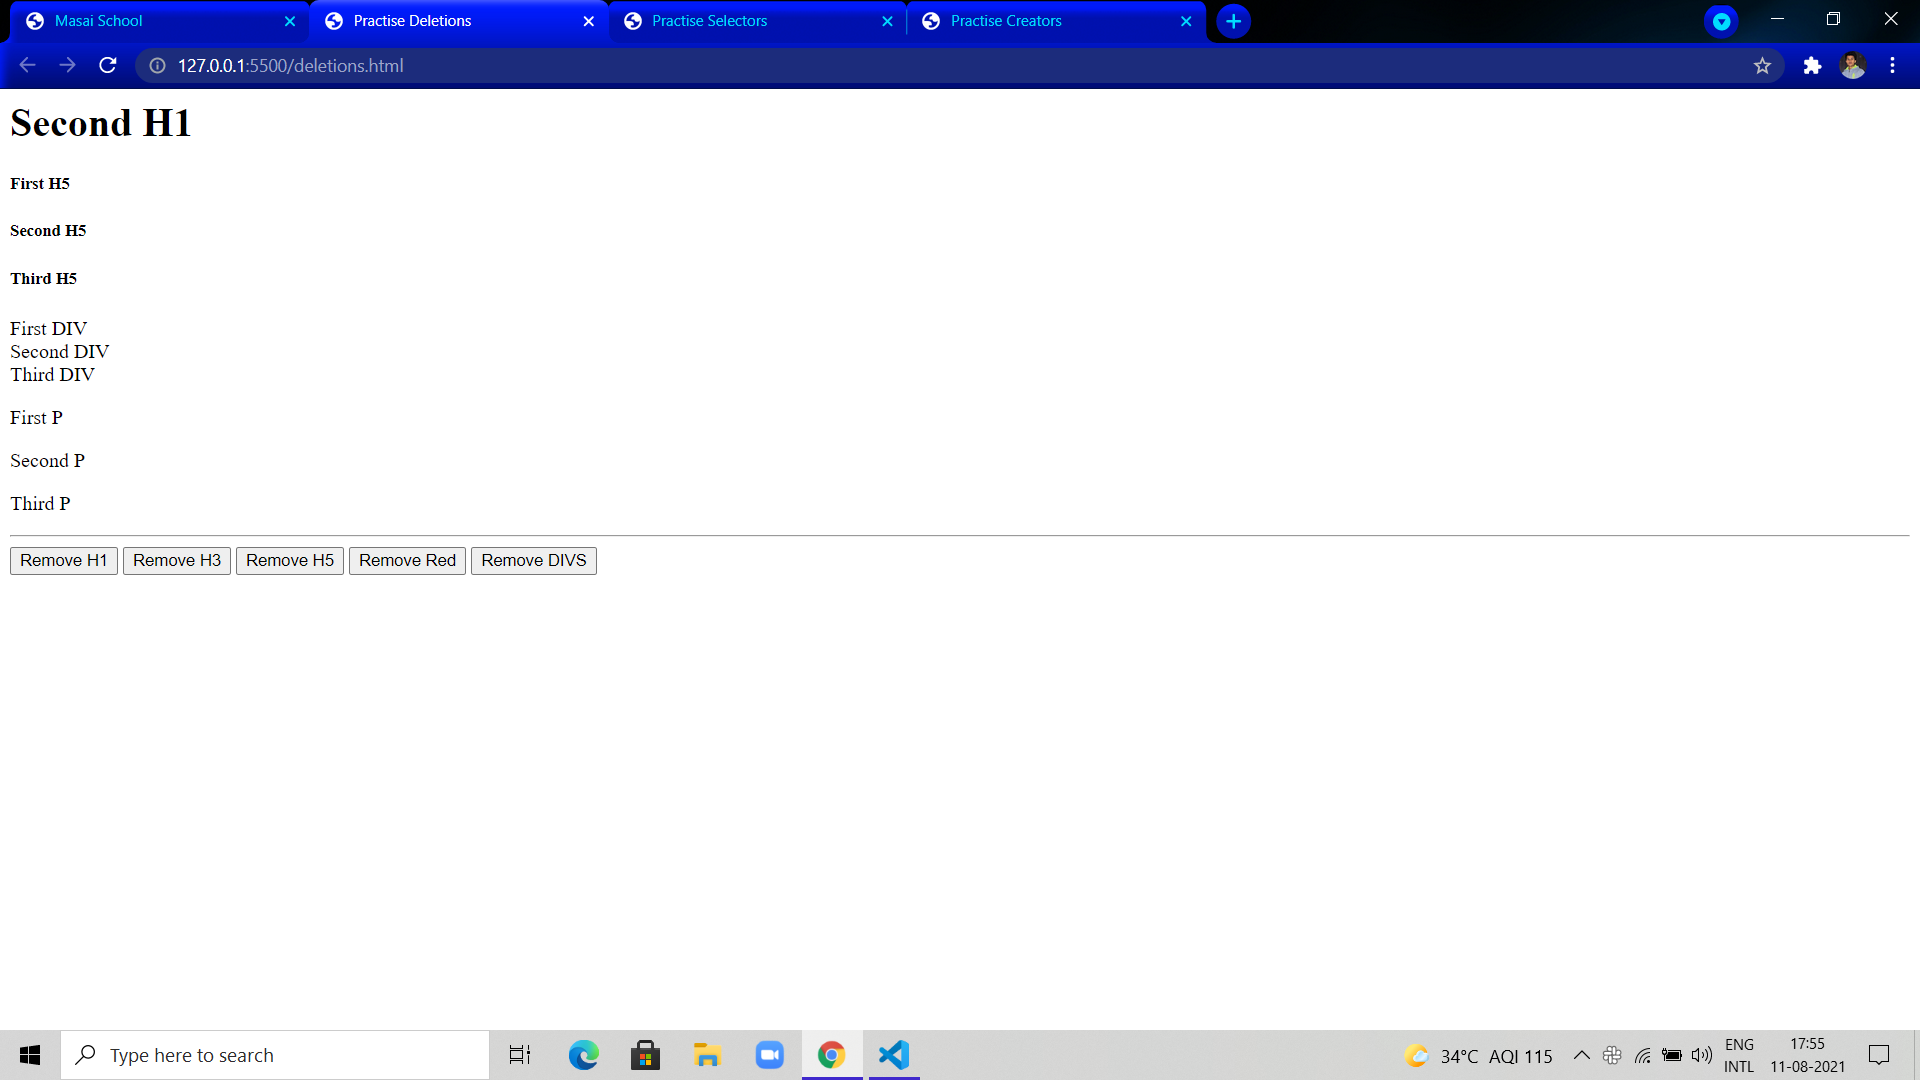 Masai School
Practise Deletions
Practise Selectors
Practise Creators
127.0.0.1:5500/deletions.html
Second H1
First H5
Second H5
Third H5
First DIV
Second DIV
Third DIV
First P
Second P
Third P
Remove H1 Remove H3 Remove H5 Remove Red Remove DIVS
Type here to search
34°C AQI 115
ENG
INTL
17:55
11-08-2021